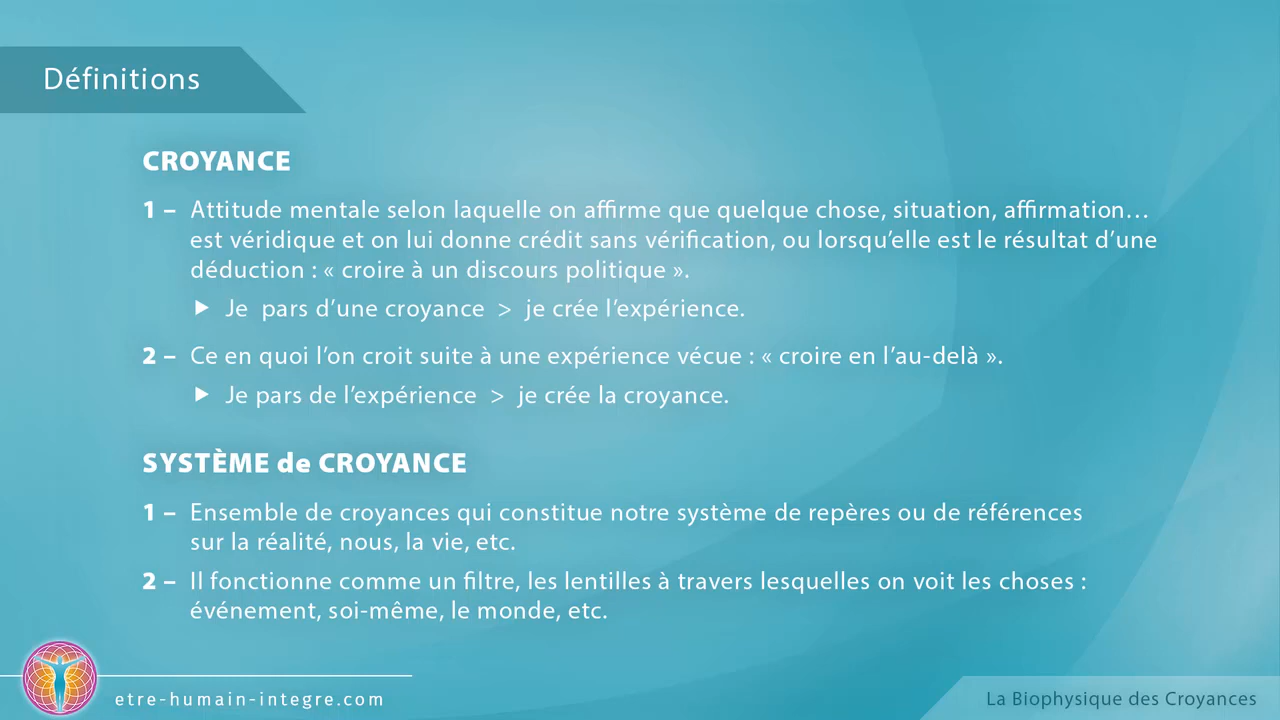 Définitions
CROYANCE
1 – Attitude mentale selon laquelle on affirme que quelque chose, situation, affirmation…
est véridique et on lui donne crédit sans vérification, ou lorsqu’elle est le résultat d’une
déduction : « croire à un discours politique ».
▶ Je pars d’une croyance > je crée l’expérience.
2 – Ce en quoi l’on croit suite à une expérience vécue : « croire en l’au-delà ».
▶ Je pars de l’expérience > je crée la croyance.
SYSTÈME de CROYANCE
1 – Ensemble de croyances qui constitue notre système de repères ou de références
sur la réalité, nous, la vie, etc.
2 – Il fonctionne comme un filtre, les lentilles à travers lesquelles on voit les choses :
événement, soi-même, le monde, etc.
etre-humain-integre.com
La Biophysique des Croyances